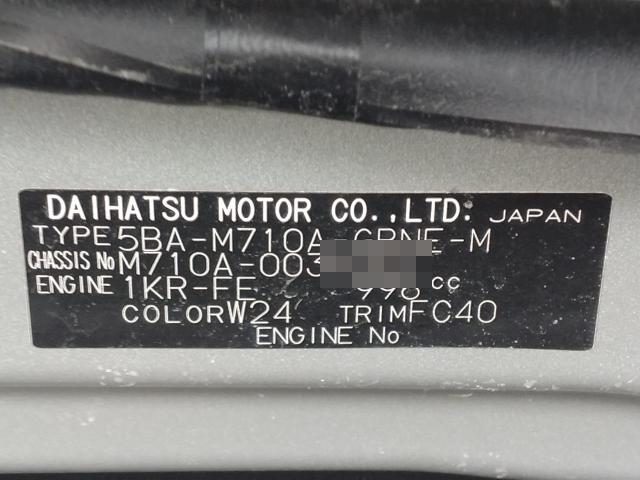 DAIHATSU MOTOR CO.,LTD. JAPAN
TYPE 5BA-M710A-GBNE-M
CHASSIS No M710A-003
ENGINE 1KR-FE 996 cc
COLOR W24 TRIM FC40
ENGINE No